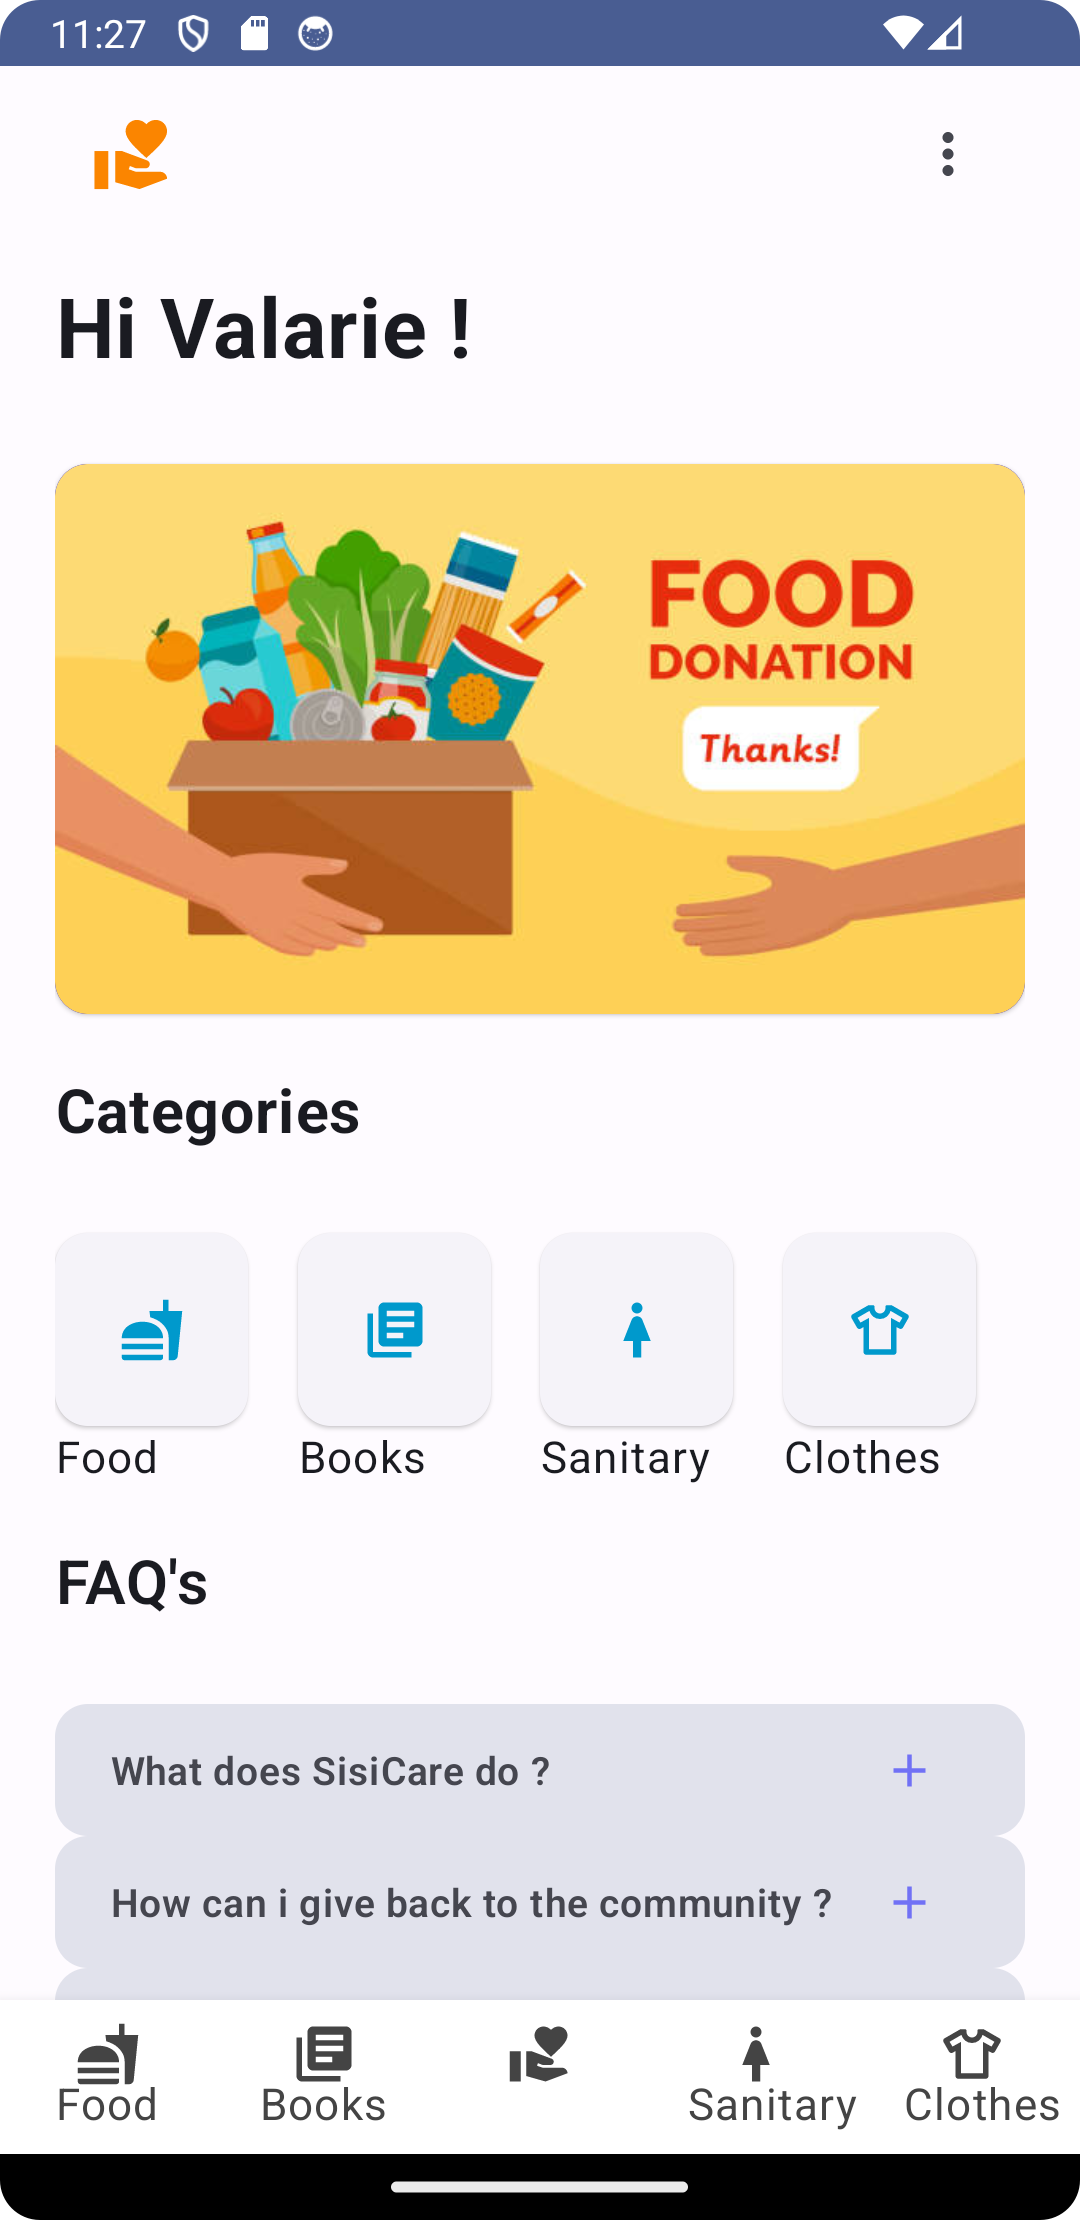 11:27
Hi Valarie !
FOOD
DONATION
Thanks!
Categories
Food Books Sanitary Clothes
FAQ's
What does SisiCare do ?
How can i give back to the community ?
Food Books Sanitary Clothes